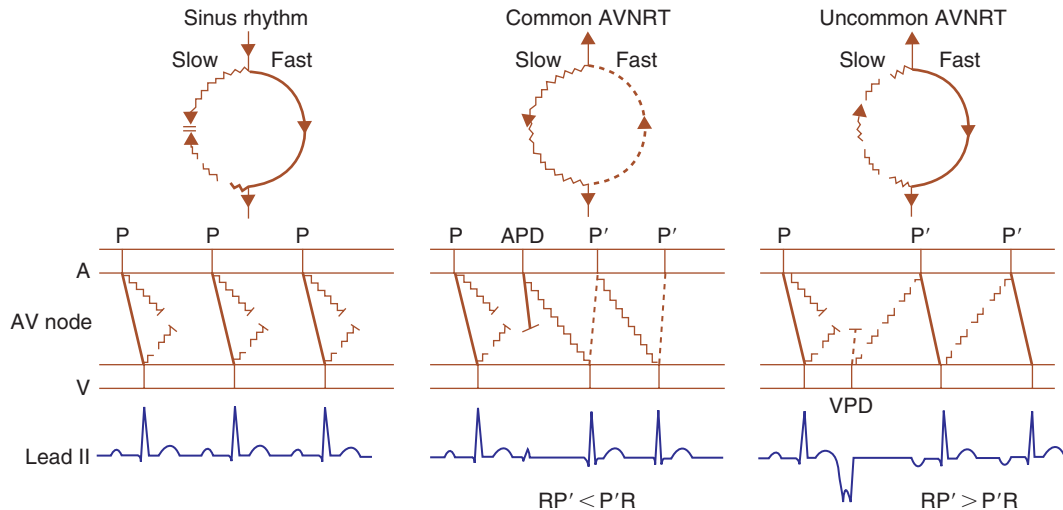 Sinus rhythm
Common AVNRT
Uncommon AVNRT
Slow Fast
Slow Fast
Slow Fast
P P P
P APD P′ P′
P P′ P′
A
AV node
V
VPD
Lead II
RP′ < P′R
RP′ > P′R